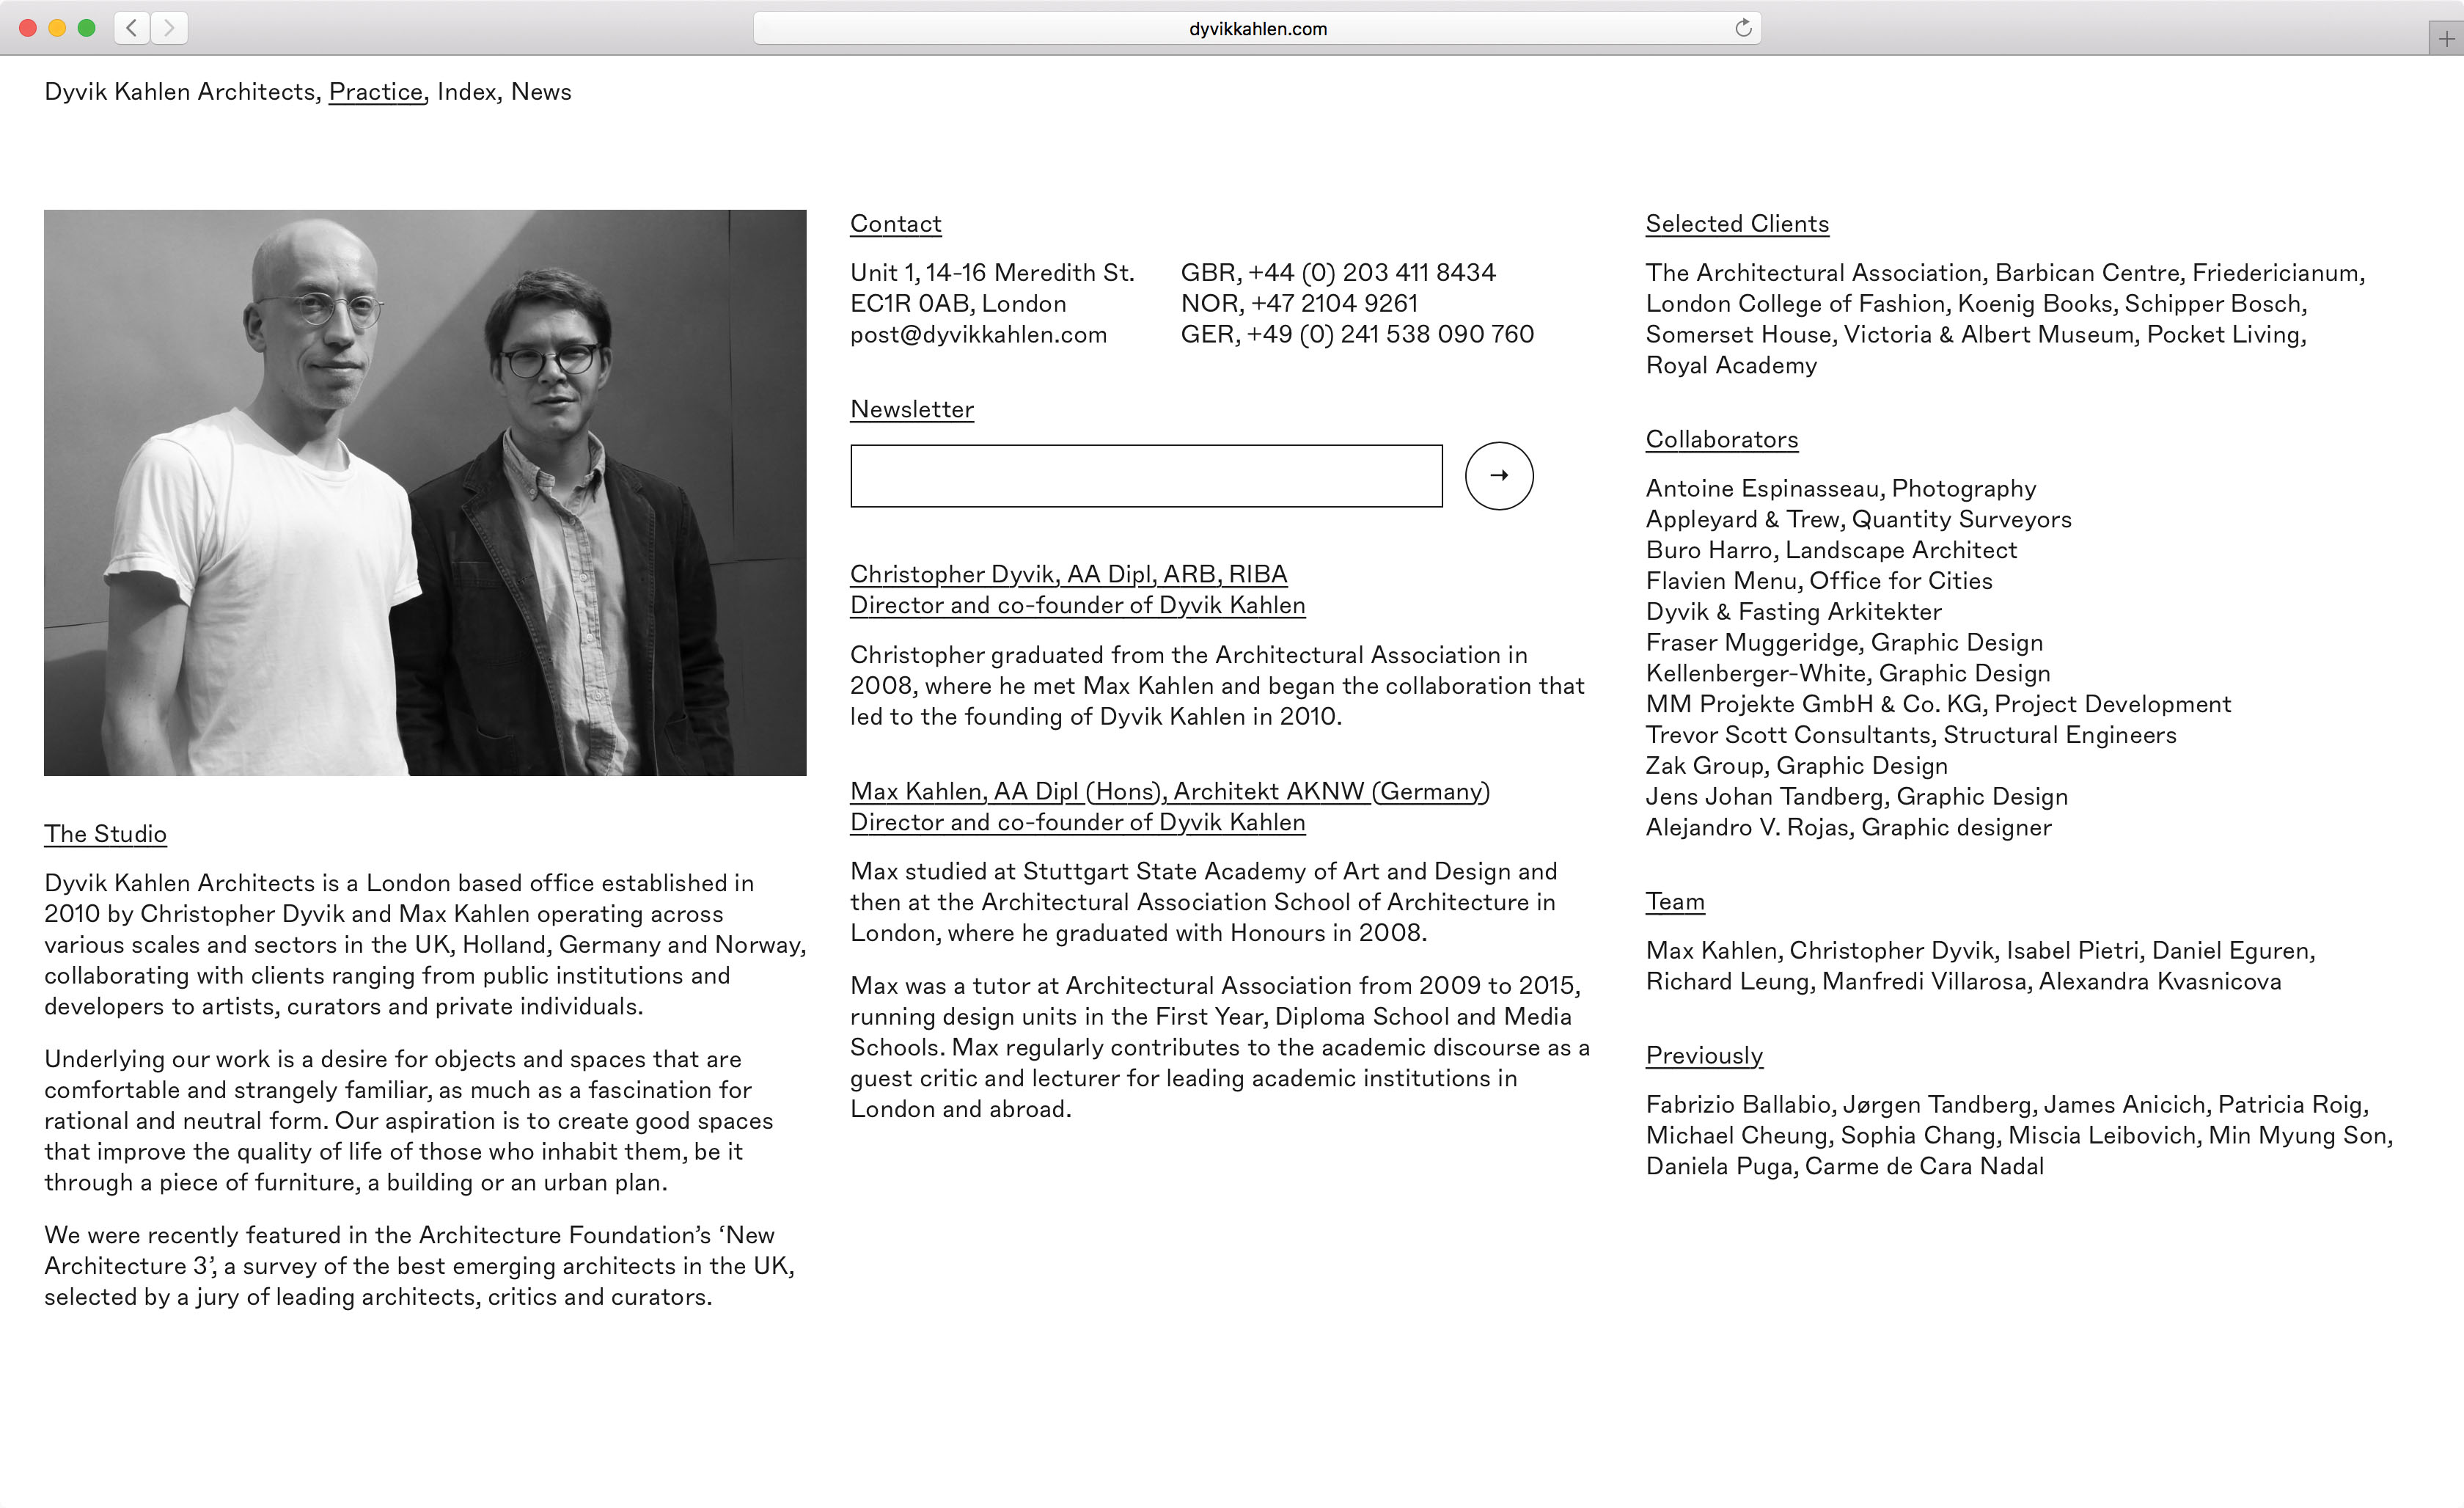 dyvikkahlen.com
Dyvik Kahlen Architects, Practice, Index, News
The Studio
Dyvik Kahlen Architects is a London based office established in
2010 by Christopher Dyvik and Max Kahlen operating across
various scales and sectors in the UK, Holland, Germany and Norway,
collaborating with clients ranging from public institutions and
developers to artists, curators and private individuals.
Underlying our work is a desire for objects and spaces that are
comfortable and strangely familiar, as much as a fascination for
rational and neutral form. Our aspiration is to create good spaces
that improve the quality of life of those who inhabit them, be it
through a piece of furniture, a building or an urban plan.
We were recently featured in the Architecture Foundation’s ‘New
Architecture 3’, a survey of the best emerging architects in the UK,
selected by a jury of leading architects, critics and curators.
Contact
Unit 1, 14-16 Meredith St.
EC1R 0AB, London
post@dyvikkahlen.com
GBR, +44 (0) 203 411 8434
NOR, +47 2104 9261
GER, +49 (0) 241 538 090 760
Newsletter
Christopher Dyvik, AA Dipl, ARB, RIBA
Director and co-founder of Dyvik Kahlen
Christopher graduated from the Architectural Association in
2008, where he met Max Kahlen and began the collaboration that
led to the founding of Dyvik Kahlen in 2010.
Max Kahlen, AA Dipl (Hons), Architekt AKNW (Germany)
Director and co-founder of Dyvik Kahlen
Max studied at Stuttgart State Academy of Art and Design and
then at the Architectural Association School of Architecture in
London, where he graduated with Honours in 2008.
Max was a tutor at Architectural Association from 2009 to 2015,
running design units in the First Year, Diploma School and Media
Schools. Max regularly contributes to the academic discourse as a
guest critic and lecturer for leading academic institutions in
London and abroad.
Selected Clients
The Architectural Association, Barbican Centre, Friedericianum,
London College of Fashion, Koenig Books, Schipper Bosch,
Somerset House, Victoria & Albert Museum, Pocket Living,
Royal Academy
Collaborators
Antoine Espinasseau, Photography
Appleyard & Trew, Quantity Surveyors
Buro Harro, Landscape Architect
Flavien Menu, Office for Cities
Dyvik & Fasting Arkitekter
Fraser Muggeridge, Graphic Design
Kellenberger-White, Graphic Design
MM Projekte GmbH & Co. KG, Project Development
Trevor Scott Consultants, Structural Engineers
Zak Group, Graphic Design
Jens Johan Tandberg, Graphic Design
Alejandro V. Rojas, Graphic designer
Team
Max Kahlen, Christopher Dyvik, Isabel Pietri, Daniel Eguren,
Richard Leung, Manfredi Villarosa, Alexandra Kvasnicova
Previously
Fabrizio Ballabio, Jørgen Tandberg, James Anicich, Patricia Roig,
Michael Cheung, Sophia Chang, Miscia Leibovich, Min Myung Son,
Daniela Puga, Carme de Cara Nadal